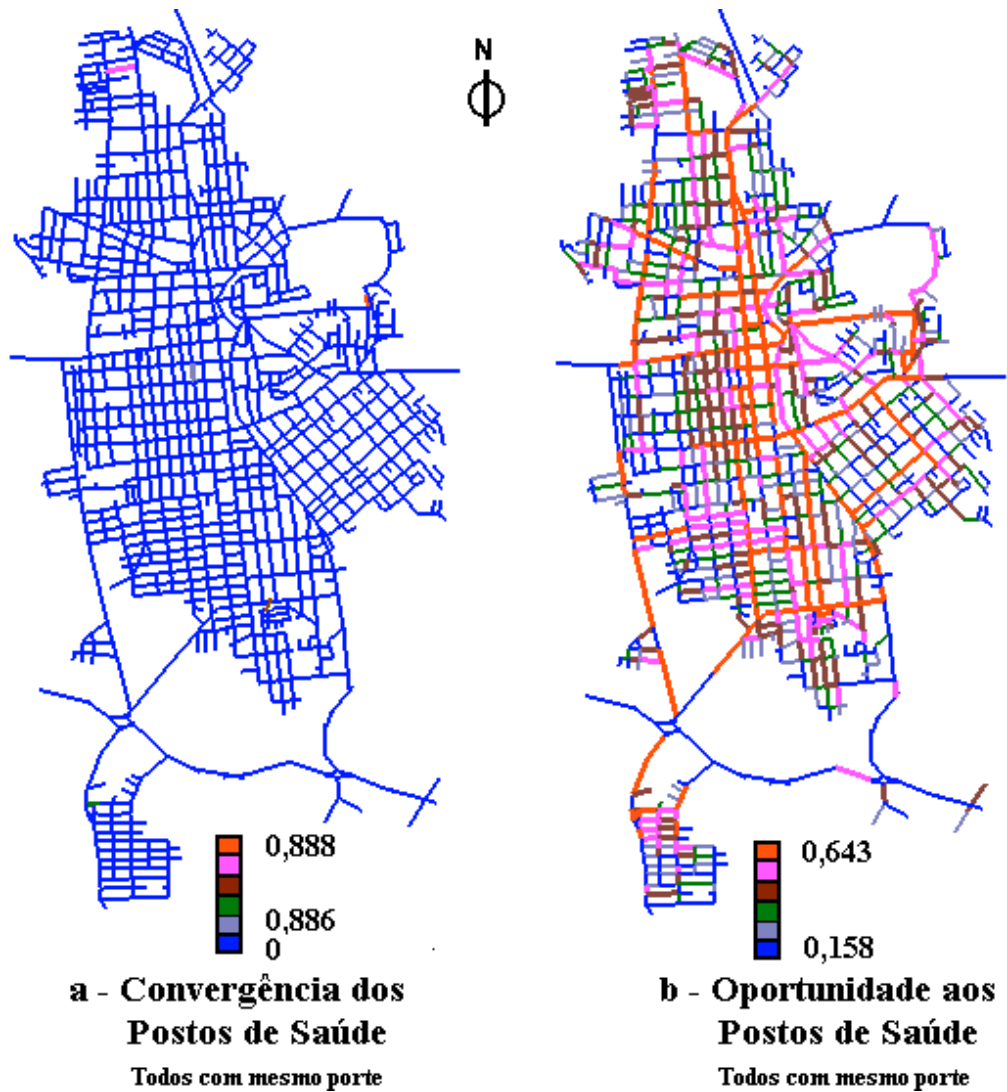 N
0,888
0,886
0
a - Convergência dos
Postos de Saúde
Todos com mesmo porte
0,643
0,158
b - Oportunidade aos
Postos de Saúde
Todos com mesmo porte